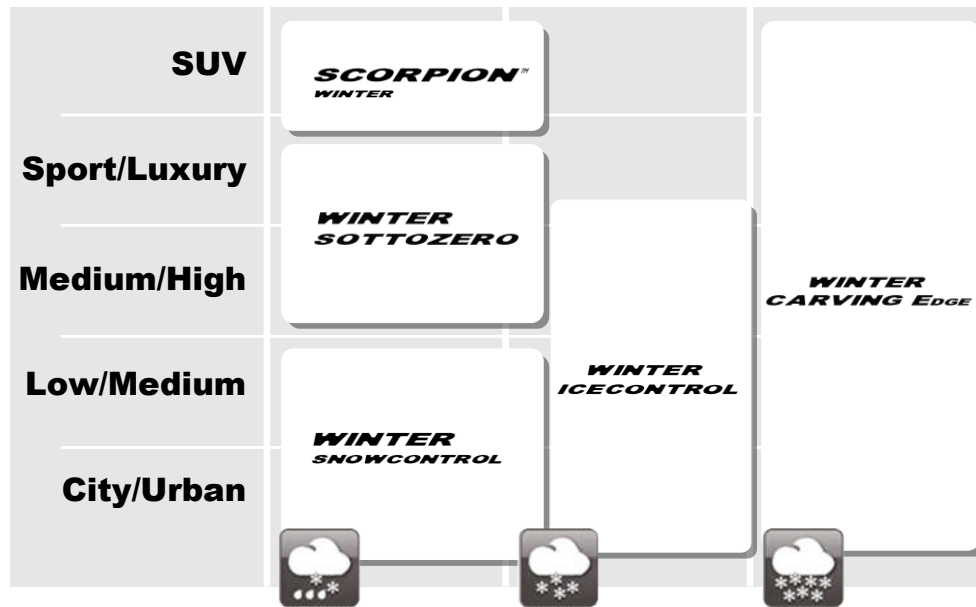 SUV
SCORPION™
WINTER
Sport/Luxury
WINTER
SOTTOZERO
Medium/High
WINTER
CARVING EDGE
Low/Medium
WINTER
ICECONTROL
WINTER
SNOWCONTROL
City/Urban